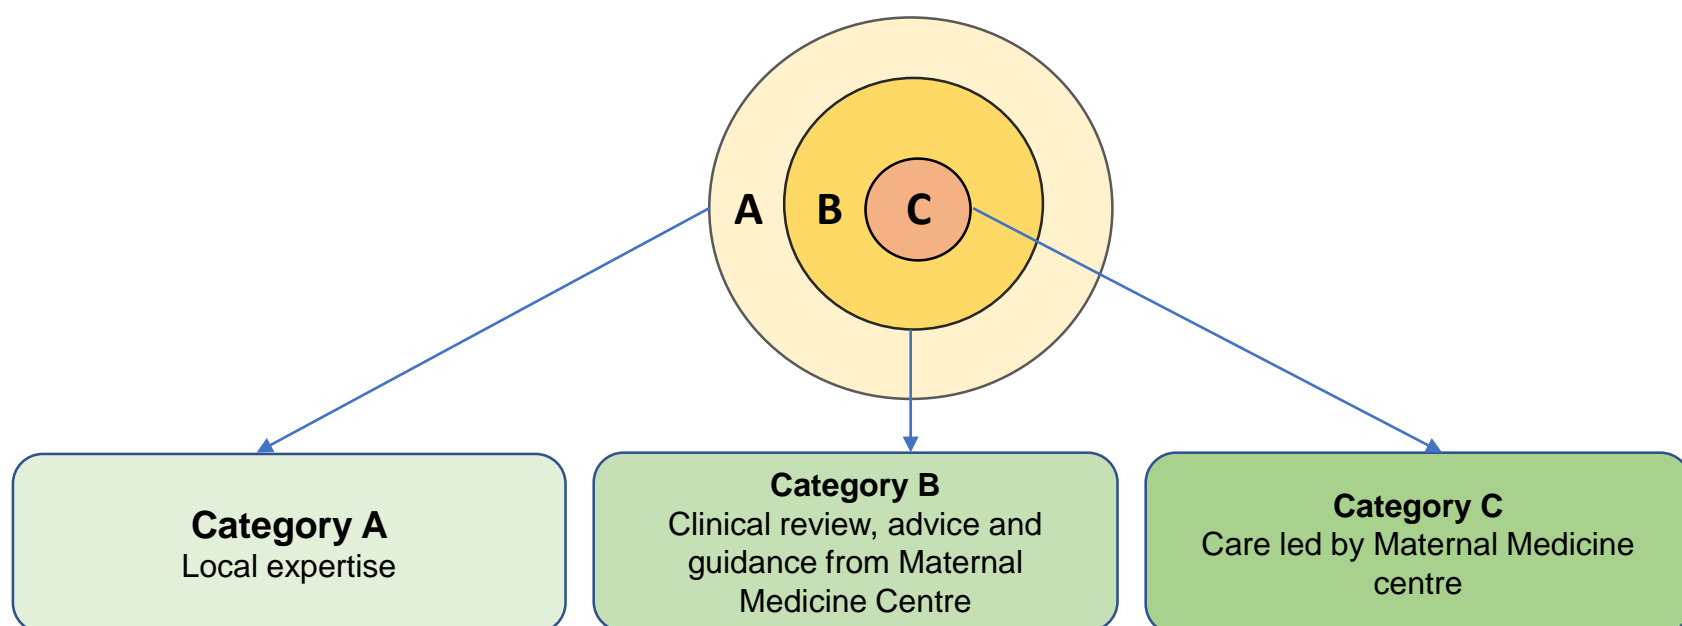 A
B
C
Category A
Local expertise
Category B
Clinical review, advice and
guidance from Maternal
Medicine Centre
Category C
Care led by Maternal Medicine
centre